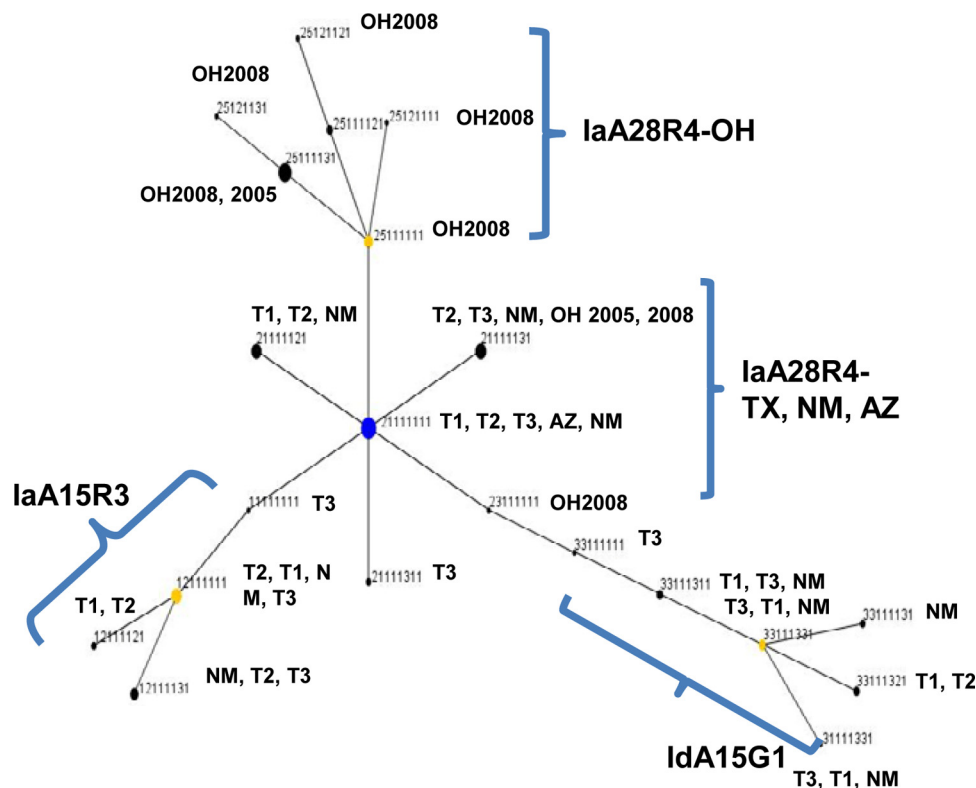 OH2008
25121121
OH2008
25121131
25111121
25121111
OH2008
IaA28R4-OH
25111131
OH2008, 2005
25111111
OH2008
T1, T2, NM
21111121
T2, T3, NM, OH 2005, 2008
21111131
IaA28R4-
TX, NM, AZ
21111111
T1, T2, T3, AZ, NM
IaA15R3
11111111
T3
23111111
OH2008
33111111
T3
12111111
T2, T1, N
M, T3
21111311
T3
33111311
T1, T3, NM
T3, T1, NM
T1, T2
12111121
33111331
33111131
NM
12111131
NM, T2, T3
33111321
T1, T2
IdA15G1
31111331
T3, T1, NM